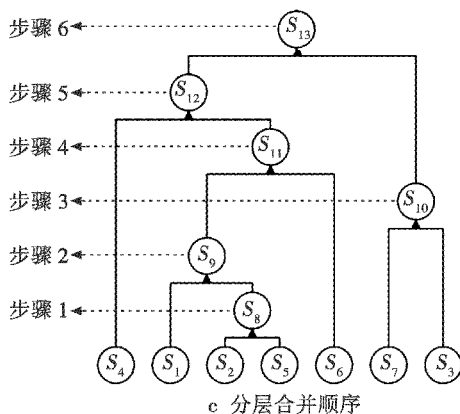 步骤 6 S₁₃
步骤 5 S₁₂
步骤 4 S₁₁
步骤 3 S₁₀
步骤 2 S₉
步骤 1 S₈
S₄ S₁ S₂ S₅ S₆ S₇ S₃
c 分层合并顺序